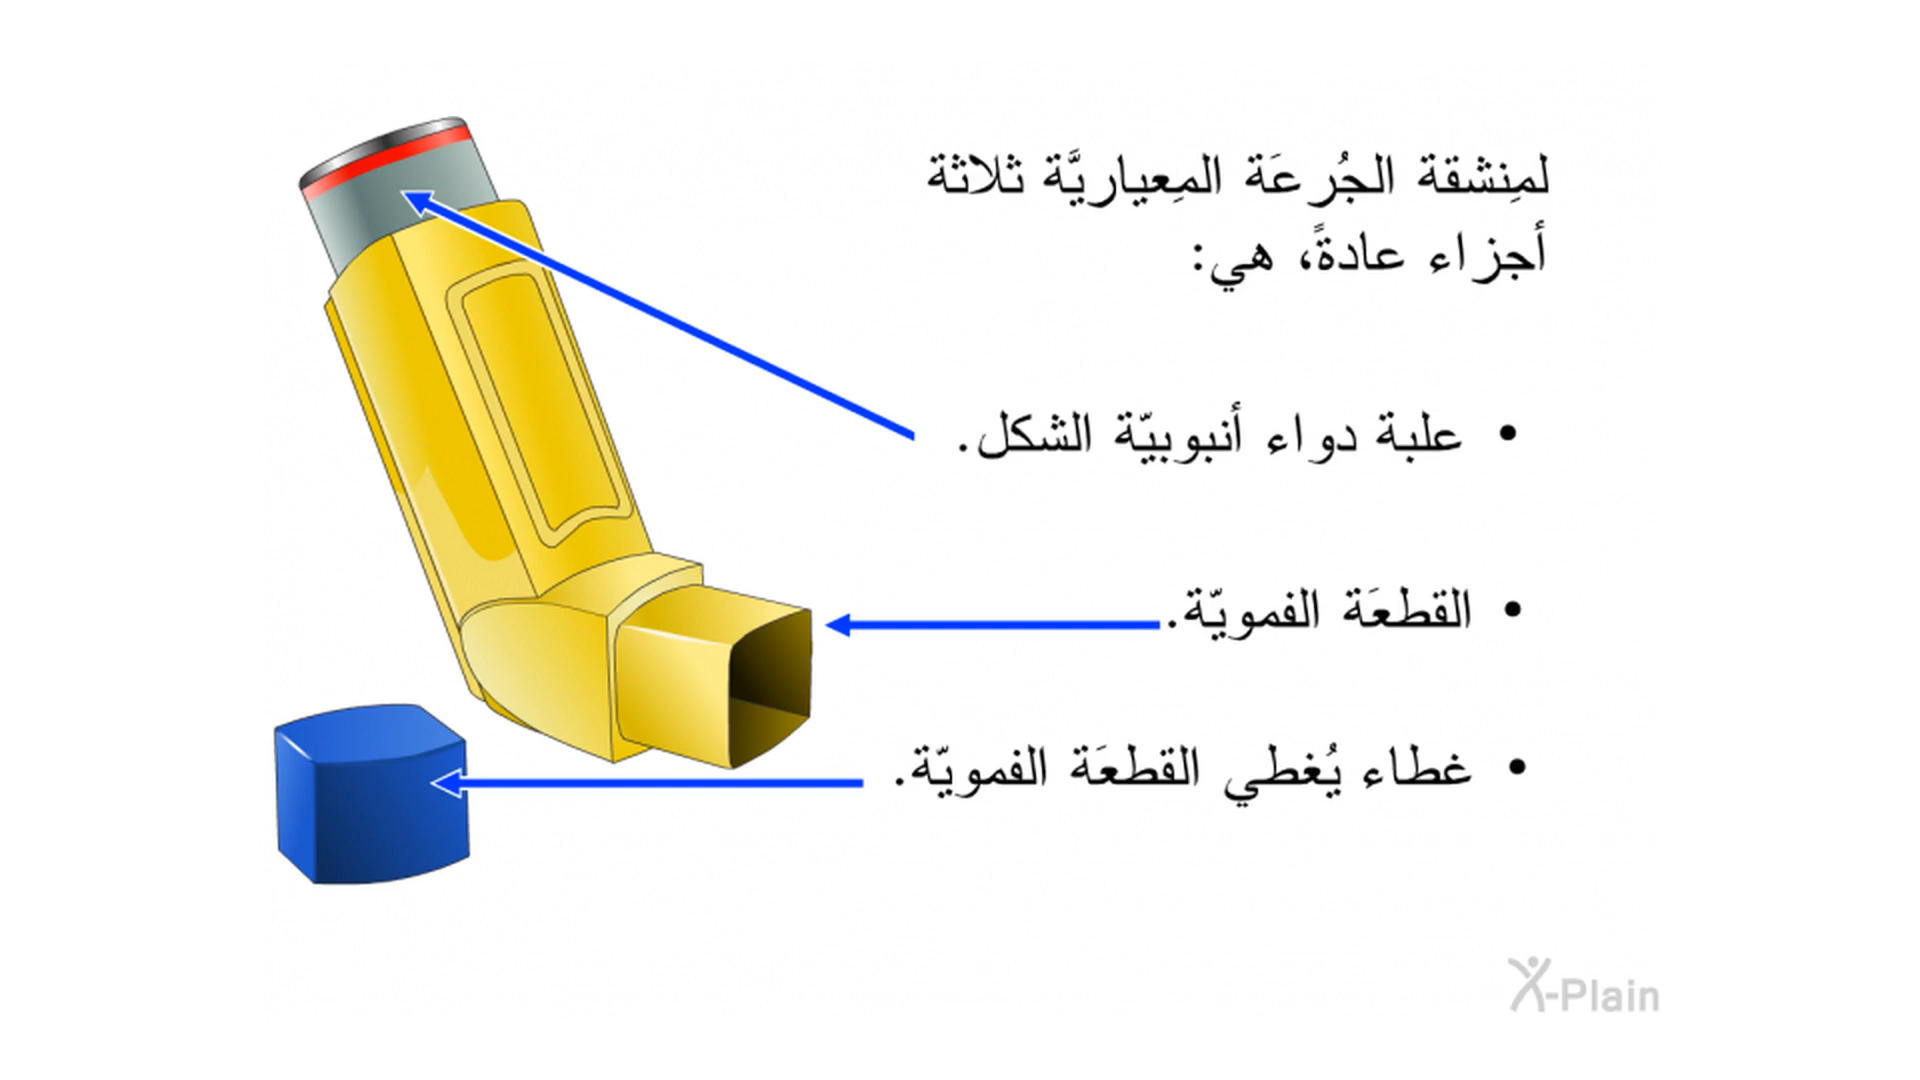 لمِنشقة الجُرعَة المِعياريَّة ثلاثة
أجزاء عادةً، هي:
• علبة دواء أنبوبيّة الشكل.
• القطعَة الفمويّة.
• غطاء يُغطي القطعَة الفمويّة.
X-Plain